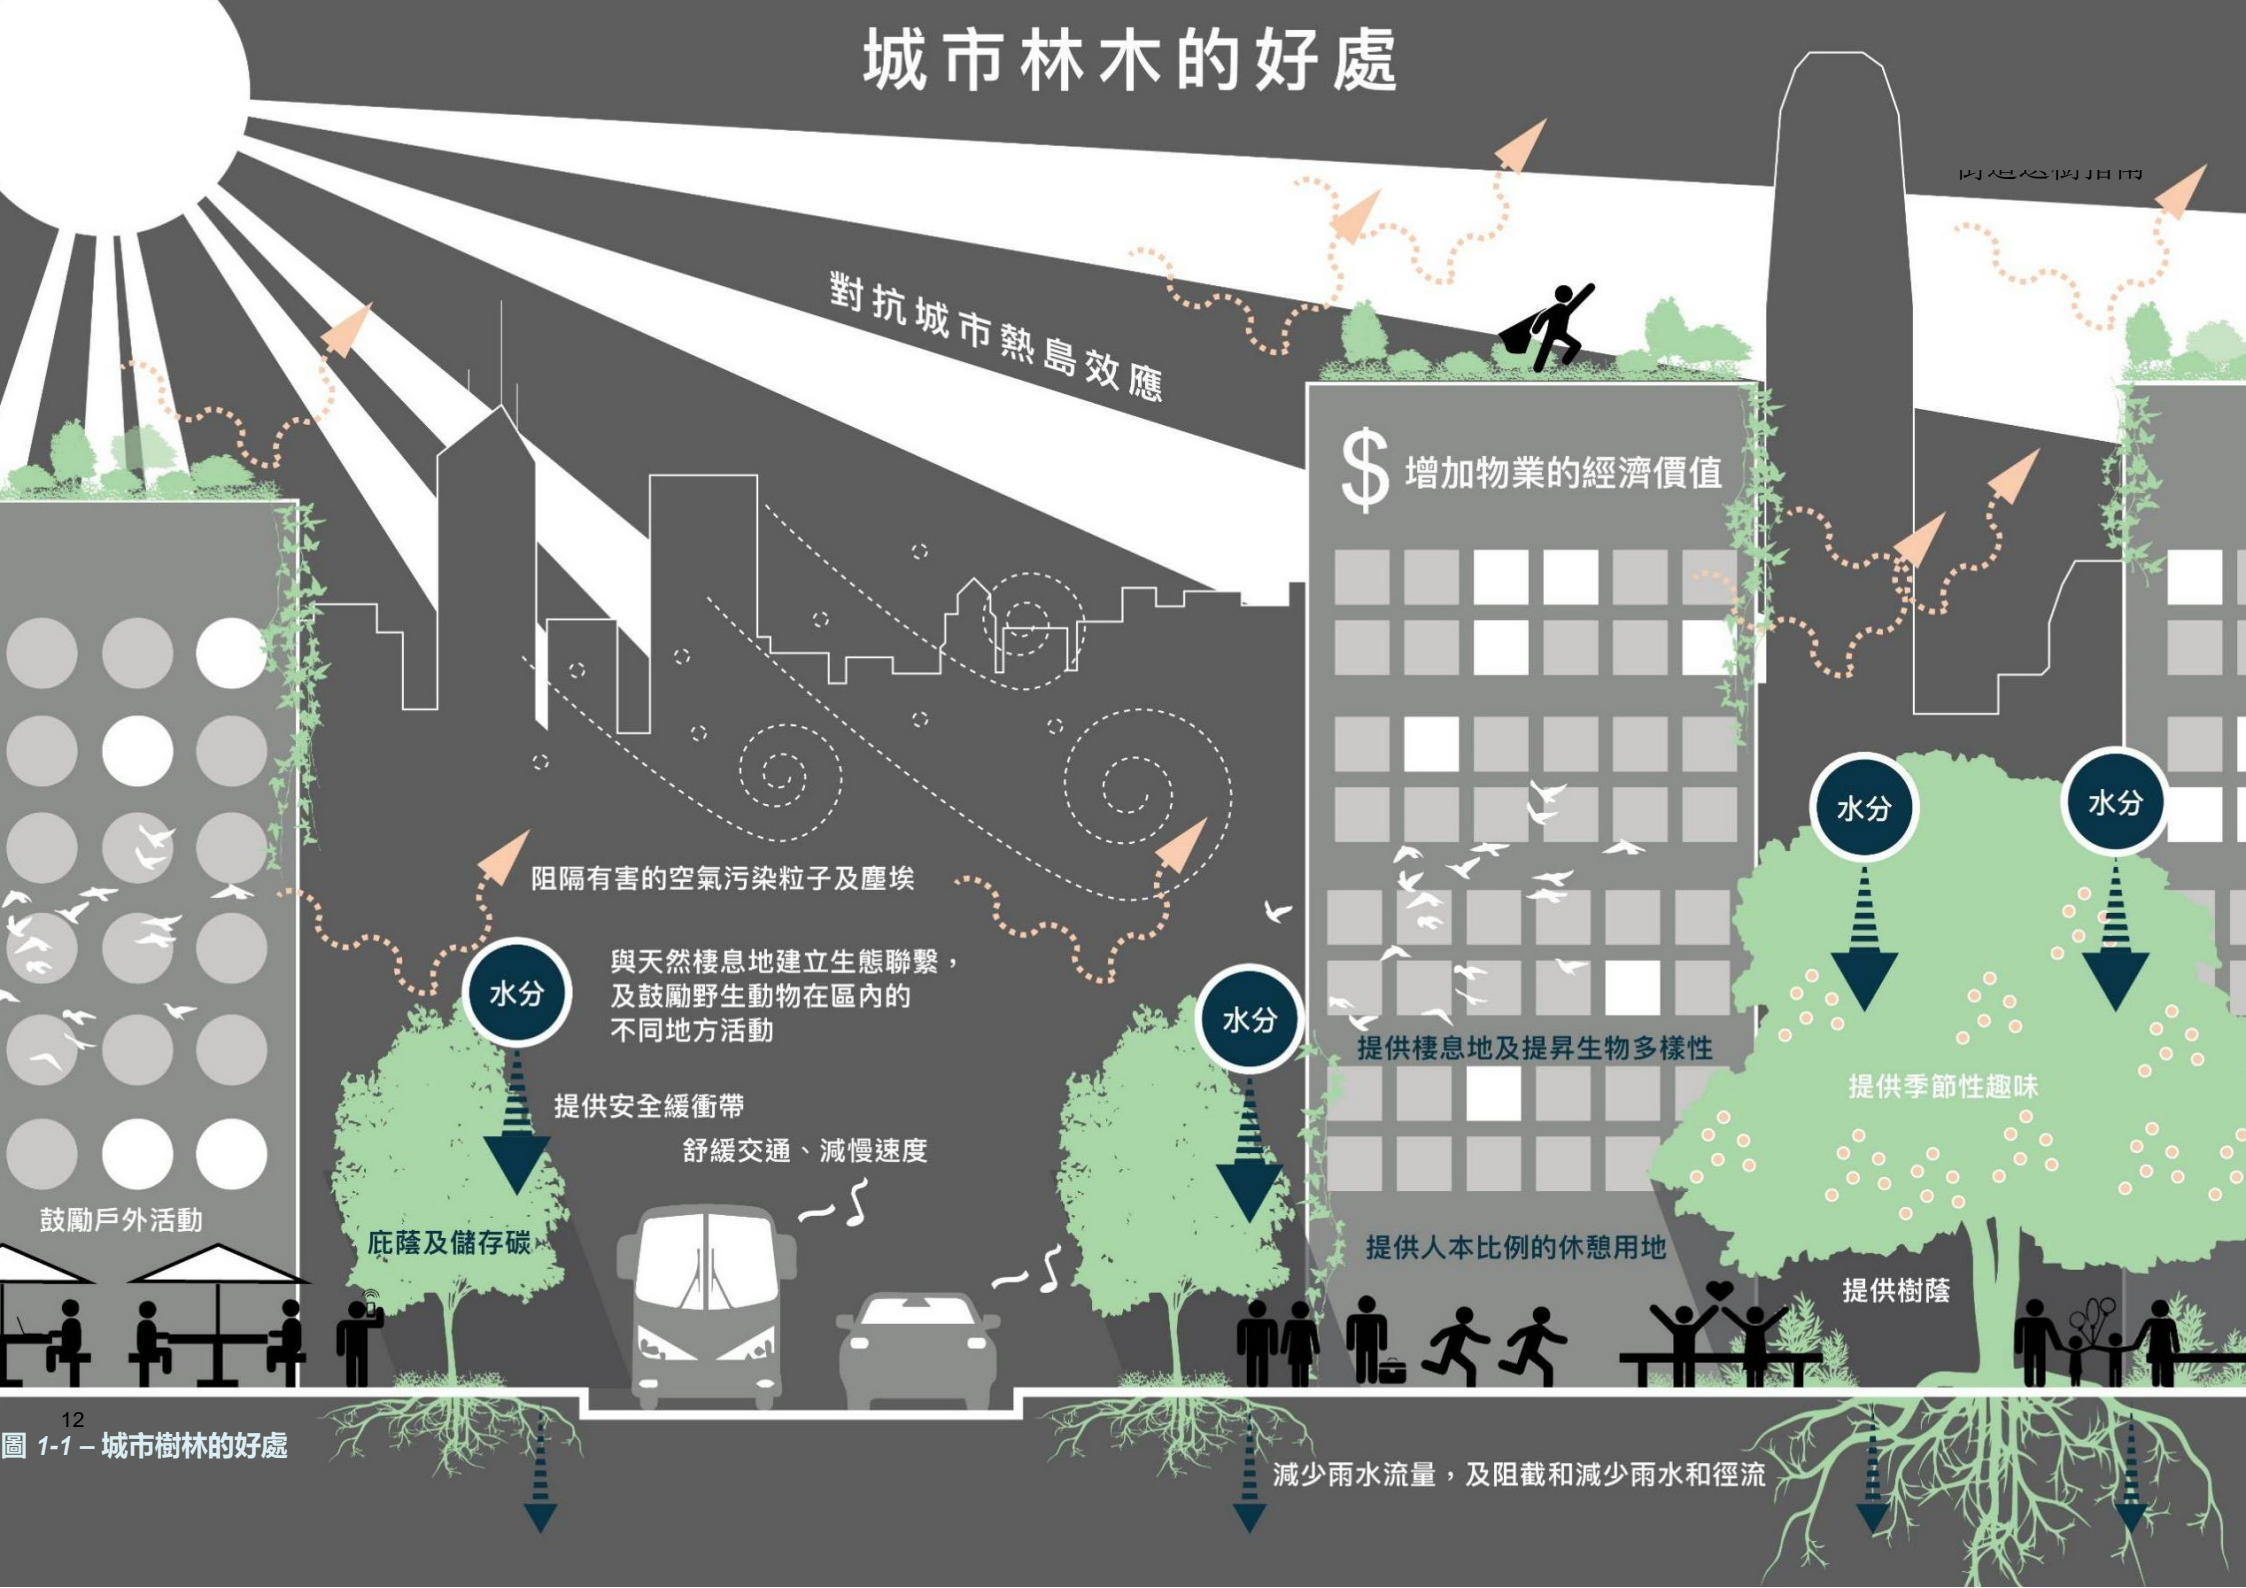 城市林木的好處
對抗城市熱島效應
$ 增加物業的經濟價值
水分
水分
阻隔有害的空氣污染粒子及塵埃
水分
與天然棲息地建立生態聯繫，
及鼓勵野生動物在區內的
不同地方活動
水分
提供棲息地及提昇生物多樣性
提供季節性趣味
提供安全緩衝帶
舒緩交通、減慢速度
鼓勵戶外活動
庇蔭及儲存碳
提供人本比例的休憩用地
提供樹蔭
12
圖 1-1 – 城市樹林的好處
減少雨水流量，及阻截和減少雨水和徑流